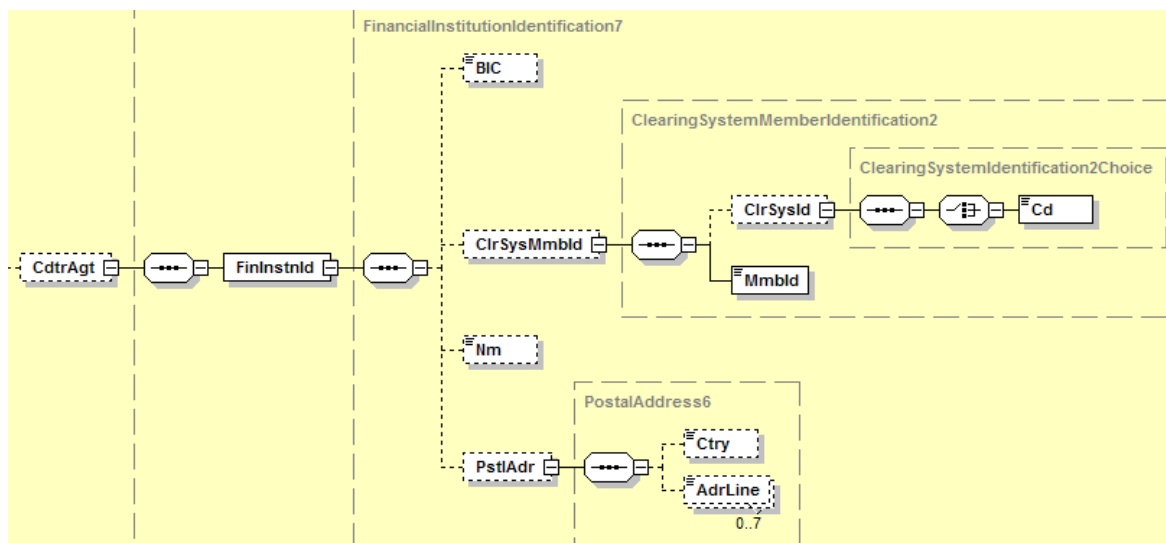 FinancialInstitutionIdentification7
BIC
ClearingSystemMemberIdentification2
ClearingSystemIdentification2Choice
ClrSysId
Cd
ClrSysMmbId
MmbId
CdtrAgt
FinInstnId
Nm
PostalAddress6
Ctry
PstlAdr
AdrLine
0..7